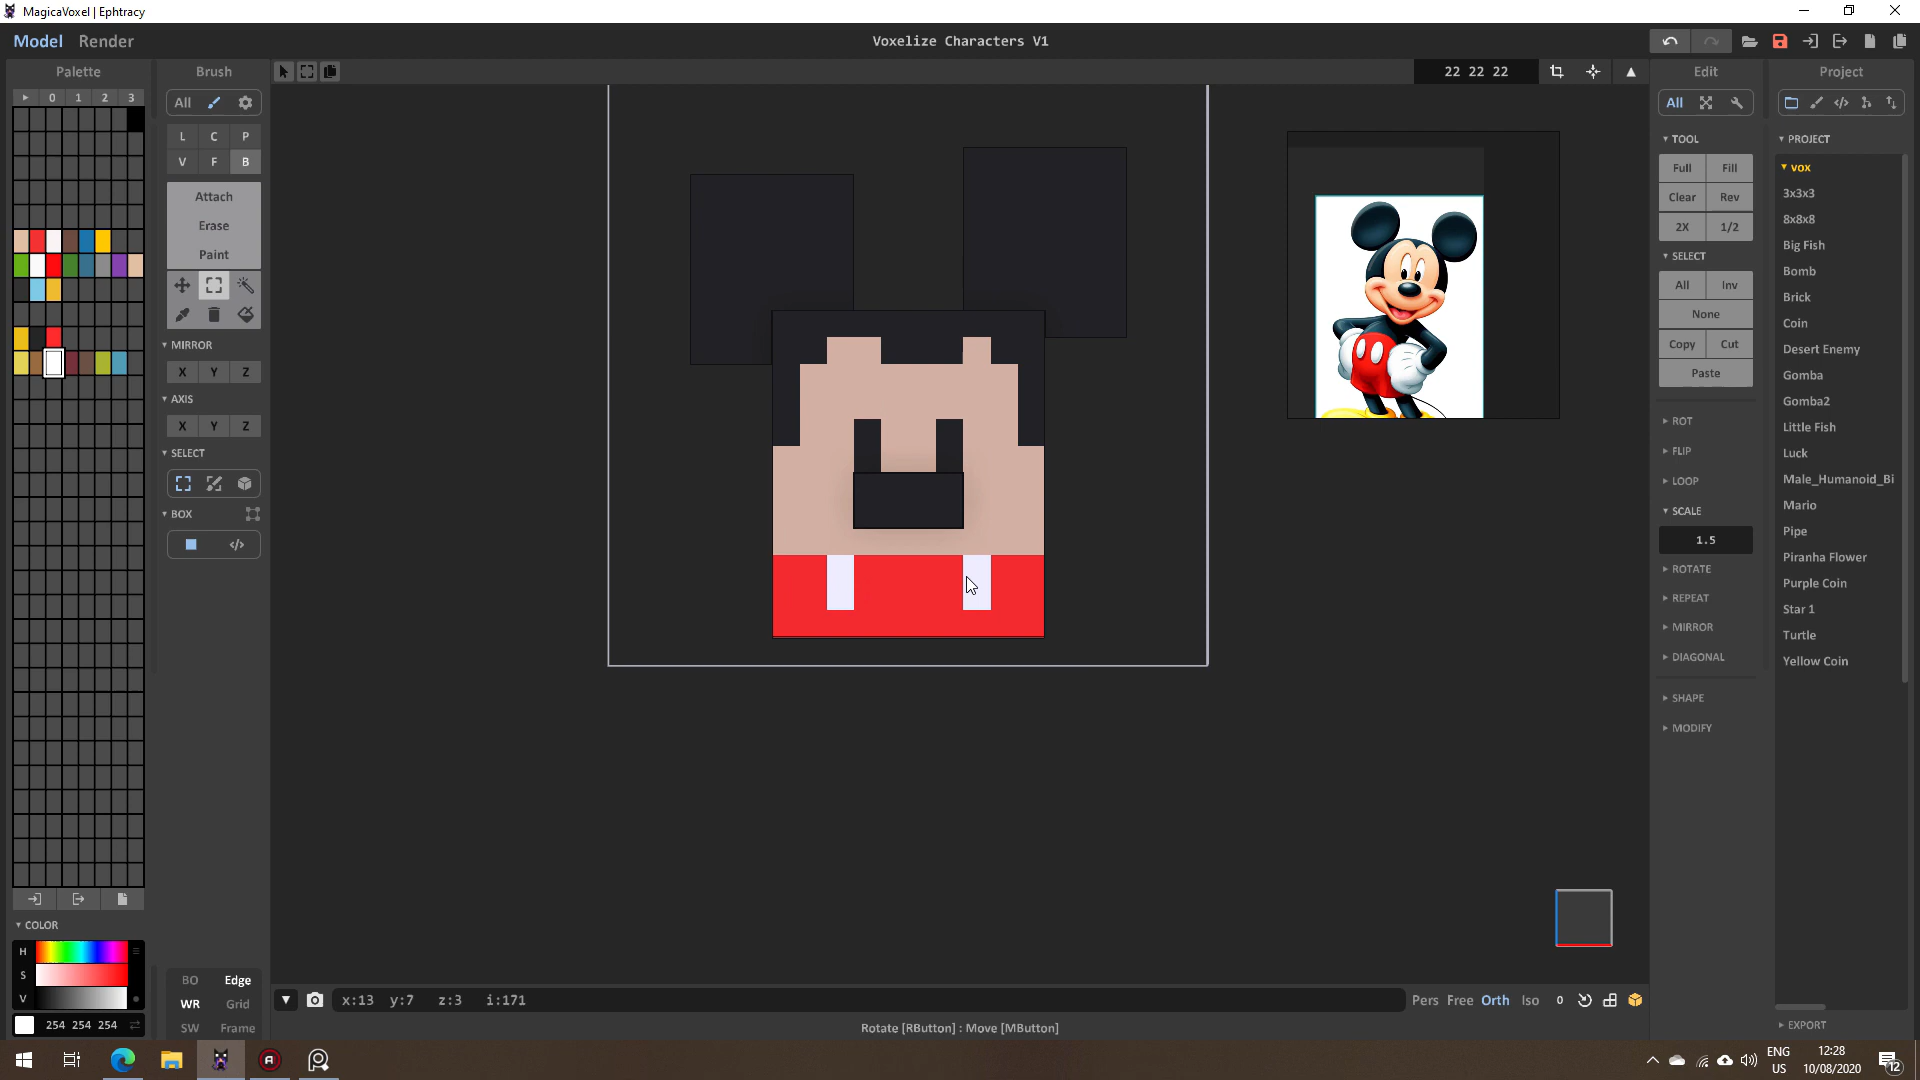 MagicaVoxel | Ephtracy
Model Render
Voxelize Characters V1
Palette
0 1 2 3
COLOR
H
S
V
254 254 254
Brush
All
L C P
V F B
Attach
Erase
Paint
MIRROR
X Y Z
AXIS
X Y Z
SELECT
BOX
BO Edge
WR Grid
SW Frame
22 22 22
x:13 y:7 z:3 i:171
Pers Free Orth Iso 0
Rotate [RButton] : Move [MButton]
Edit
All
TOOL
Full Fill
Clear Rev
2X 1/2
SELECT
All Inv
None
Copy Cut
Paste
ROT
FLIP
LOOP
SCALE
1.5
ROTATE
REPEAT
MIRROR
DIAGONAL
SHAPE
MODIFY
Project
PROJECT
vox
3x3x3
8x8x8
Big Fish
Bomb
Brick
Coin
Desert Enemy
Gomba
Gomba2
Little Fish
Luck
Male_Humanoid_Bi
Mario
Pipe
Piranha Flower
Purple Coin
Star 1
Turtle
Yellow Coin
EXPORT
ENG
US
12:28
10/08/2020
12